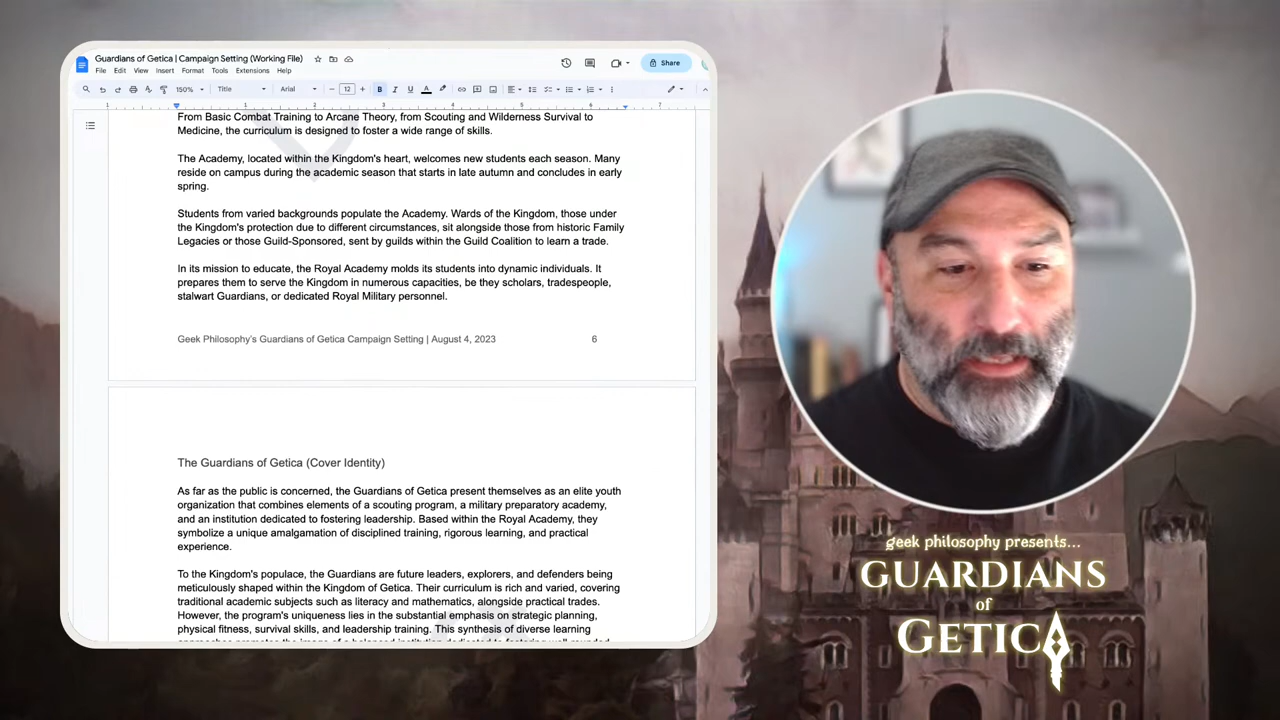 Guardians of Getica | Campaign Setting (Working File)
File Edit View Insert Format Tools Extensions Help
Share
150% Title Arial 12 B I U A
1 1 2 3 4 5 6 7
From Basic Combat Training to Arcane Theory, from Scouting and Wilderness Survival to
Medicine, the curriculum is designed to foster a wide range of skills.
The Academy, located within the Kingdom's heart, welcomes new students each season. Many
reside on campus during the academic season that starts in late autumn and concludes in early
spring.
Students from varied backgrounds populate the Academy. Wards of the Kingdom, those under
the Kingdom's protection due to different circumstances, sit alongside those from historic Family
Legacies or those Guild-Sponsored, sent by guilds within the Guild Coalition to learn a trade.
In its mission to educate, the Royal Academy molds its students into dynamic individuals. It
prepares them to serve the Kingdom in numerous capacities, be they scholars, tradespeople,
stalwart Guardians, or dedicated Royal Military personnel.
Geek Philosophy's Guardians of Getica Campaign Setting | August 4, 2023 6
The Guardians of Getica (Cover Identity)
As far as the public is concerned, the Guardians of Getica present themselves as an elite youth
organization that combines elements of a scouting program, a military preparatory academy,
and an institution dedicated to fostering leadership. Based within the Royal Academy, they
symbolize a unique amalgamation of disciplined training, rigorous learning, and practical
experience.
To the Kingdom's populace, the Guardians are future leaders, explorers, and defenders being
meticulously shaped within the Kingdom of Getica. Their curriculum is rich and varied, covering
traditional academic subjects such as literacy and mathematics, alongside practical trades.
However, the program's uniqueness lies in the substantial emphasis on strategic planning,
physical fitness, survival skills, and leadership training. This synthesis of diverse learning
geek philosophy presents...
GUARDIANS
of
GETICA